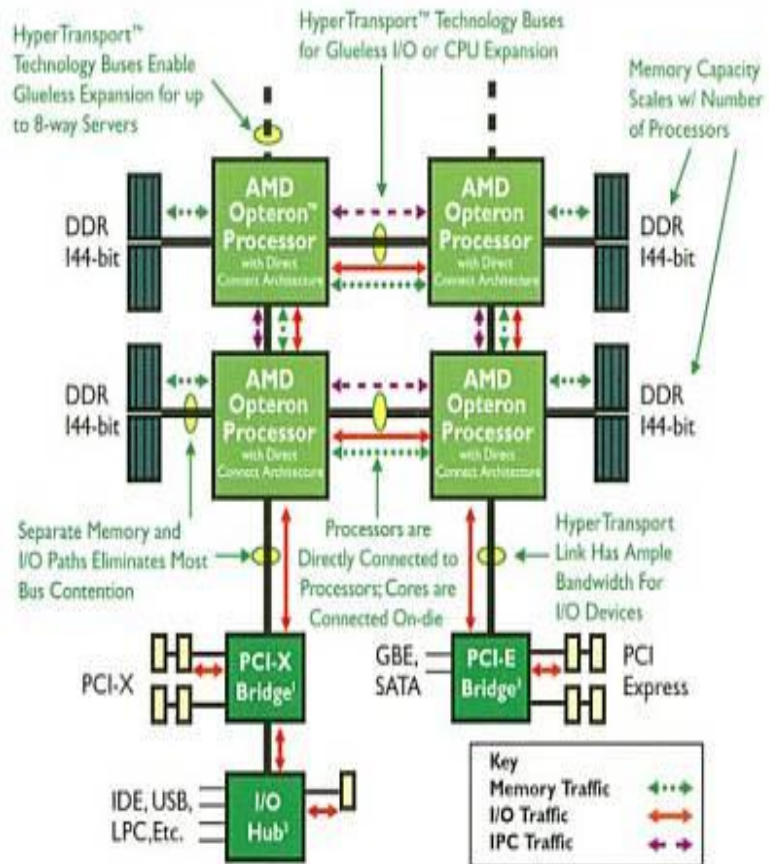 HyperTransport™
Technology Buses Enable
Glueless Expansion for up
to 8-way Servers
HyperTransport™ Technology Buses
for Glueless I/O or CPU Expansion
Memory Capacity
Scales w/ Number
of Processors
DDR
144-bit
AMD
Opteron™
Processor
with Direct
Connect Architecture
AMD
Opteron
Processor
with Direct
Connect Architecture
DDR
144-bit
DDR
144-bit
AMD
Opteron
Processor
with Direct
Connect Architecture
AMD
Opteron
Processor
with Direct
Connect Architecture
DDR
144-bit
Separate Memory and
I/O Paths Eliminates Most
Bus Contention
Processors are
Directly Connected to
Processors; Cores are
Connected On-die
HyperTransport
Link Has Ample
Bandwidth For
I/O Devices
PCI-X
PCI-X
Bridge¹
GBE,
SATA
PCI-E
Bridge¹
PCI
Express
IDE, USB,
LPC,Etc.
I/O
Hub¹
Key
Memory Traffic
I/O Traffic
IPC Traffic